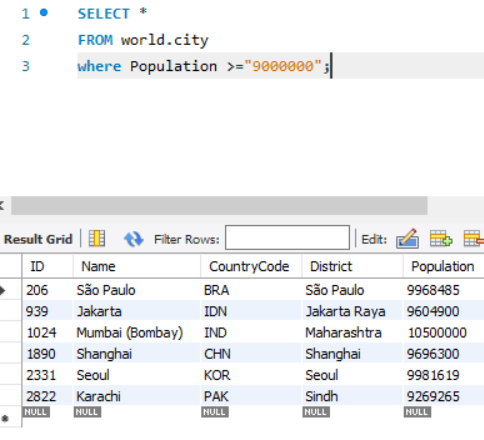 1 SELECT *
2 FROM world.city
3 where Population >="9000000";
Result Grid Filter Rows: Edit:
ID Name CountryCode District Population
206 São Paulo BRA São Paulo 9968485
939 Jakarta IDN Jakarta Raya 9604900
1024 Mumbai (Bombay) IND Maharashtra 10500000
1890 Shanghai CHN Shanghai 9696300
2331 Seoul KOR Seoul 9981619
2822 Karachi PAK Sindh 9269265
NULL NULL NULL NULL NULL